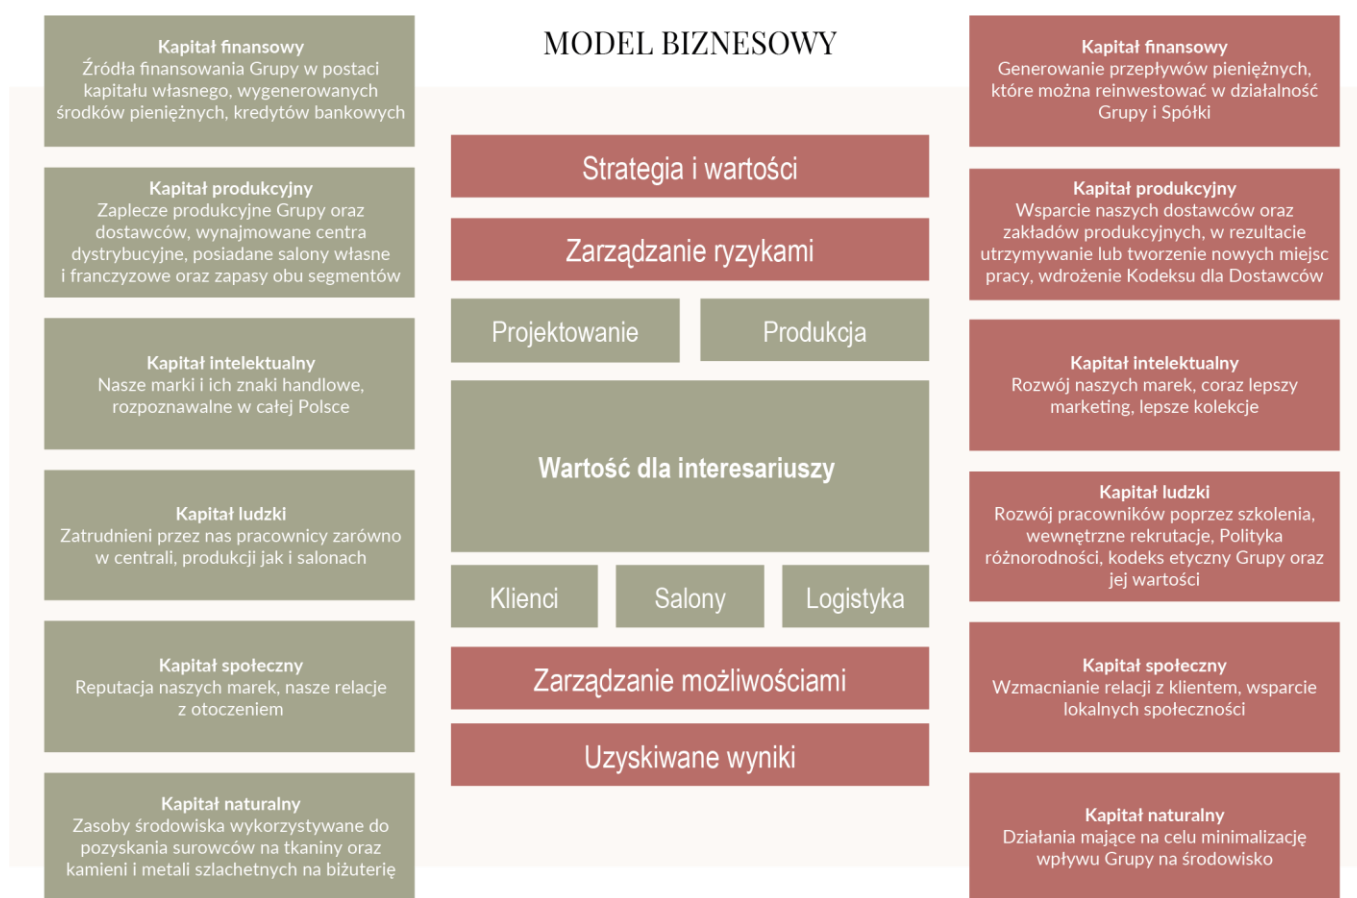 MODEL BIZNESOWY
Kapitał finansowy
Źródła finansowania Grupy w postaci
kapitału własnego, wygenerowanych
środków pieniężnych, kredytów bankowych
Kapitał produkcyjny
Zaplecze produkcyjne Grupy oraz
dostawców, wynajmowane centra
dystrybucyjne, posiadane salony własne
i franczyzowe oraz zapasy obu segmentów
Kapitał intelektualny
Nasze marki i ich znaki handlowe,
rozpoznawalne w całej Polsce
Kapitał ludzki
Zatrudnieni przez nas pracownicy zarówno
w centrali, produkcji jak i salonach
Kapitał społeczny
Reputacja naszych marek, nasze relacje
z otoczeniem
Kapitał naturalny
Zasoby środowiska wykorzystywane do
pozyskania surowców na tkaniny oraz
kamieni i metali szlachetnych na biżuterię
Strategia i wartości
Zarządzanie ryzykami
Projektowanie
Produkcja
Wartość dla interesariuszy
Klienci
Salony
Logistyka
Zarządzanie możliwościami
Uzyskiwane wyniki
Kapitał finansowy
Generowanie przepływów pieniężnych,
które można reinwestować w działalność
Grupy i Spółki
Kapitał produkcyjny
Wsparcie naszych dostawców oraz
zakładów produkcyjnych, w rezultacie
utrzymywanie lub tworzenie nowych miejsc
pracy, wdrożenie Kodeksu dla Dostawców
Kapitał intelektualny
Rozwój naszych marek, coraz lepszy
marketing, lepsze kolekcje
Kapitał ludzki
Rozwój pracowników poprzez szkolenia,
wewnętrzne rekrutacje, Polityka
różnorodności, kodeks etyczny Grupy oraz
jej wartości
Kapitał społeczny
Wzmacnianie relacji z klientem, wsparcie
lokalnych społeczności
Kapitał naturalny
Działania mające na celu minimalizację
wpływu Grupy na środowisko